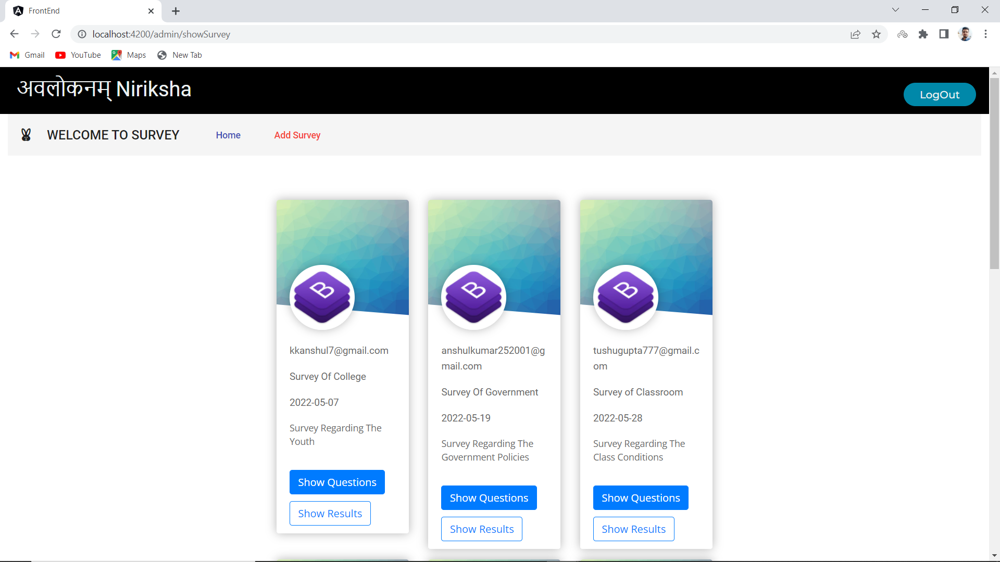 FrontEnd
localhost:4200/admin/showSurvey
Gmail YouTube Maps New Tab
अवलोकनम् Niriksha
LogOut
WELCOME TO SURVEY Home Add Survey
B
kkanshul7@gmail.com
Survey Of College
2022-05-07
Survey Regarding The
Youth
Show Questions
Show Results
B
anshulkumar252001@g
mail.com
Survey Of Government
2022-05-19
Survey Regarding The
Government Policies
Show Questions
Show Results
B
tushugupta777@gmail.c
om
Survey of Classroom
2022-05-28
Survey Regarding The
Class Conditions
Show Questions
Show Results